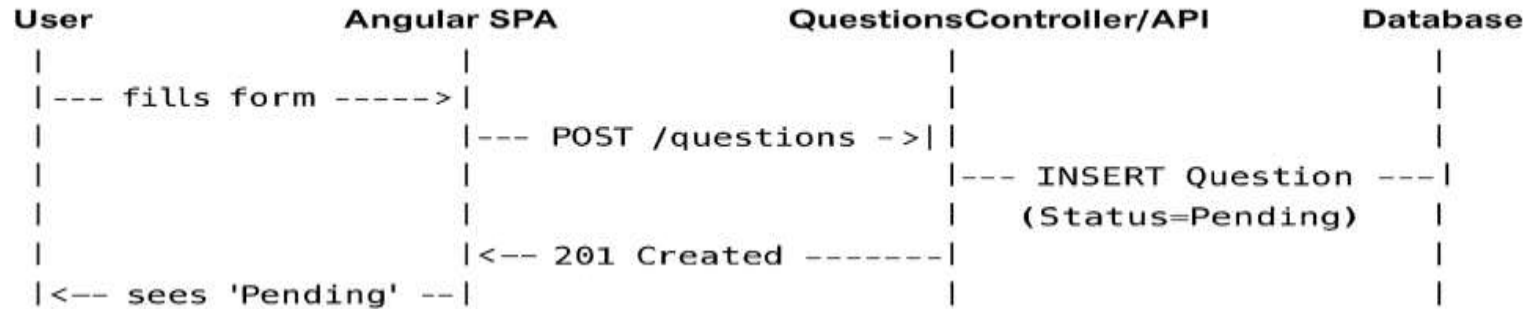 User Angular SPA QuestionsController/API Database
| | | |
|--- fills form ----->| | |
| |--- POST /questions ->|| |
| | |--- INSERT Question ---|
| | | (Status=Pending) |
| |<-- 201 Created -------| |
|<-- sees 'Pending' --| | |